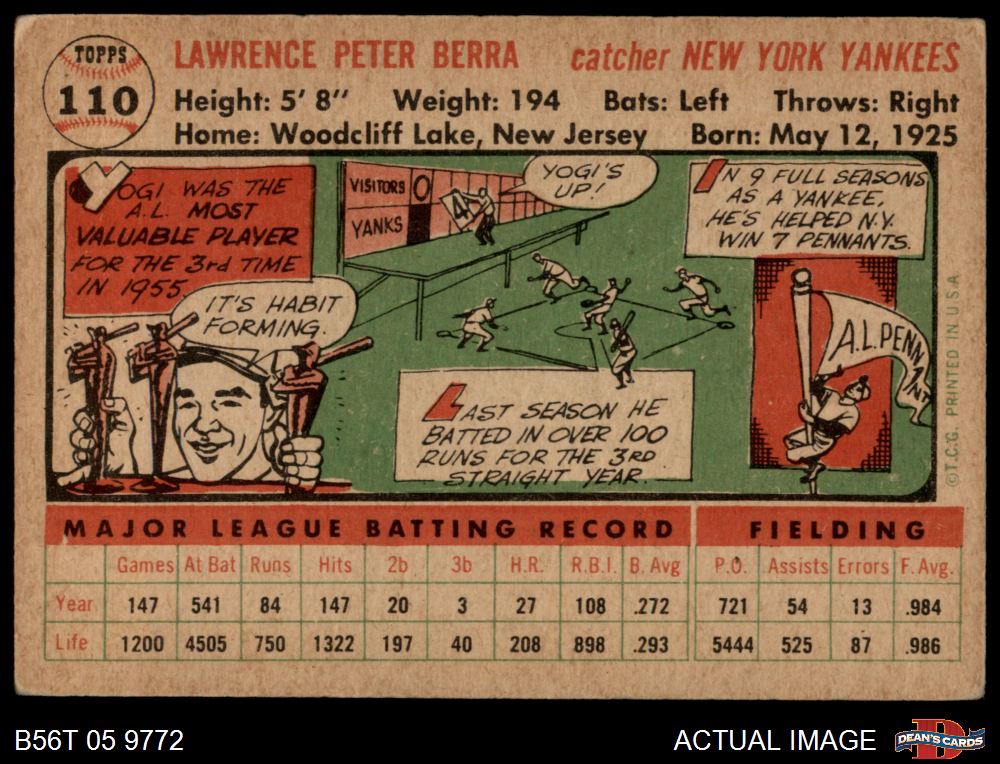 TOPPS
110
LAWRENCE PETER BERRA catcher NEW YORK YANKEES
Height: 5' 8" Weight: 194 Bats: Left Throws: Right
Home: Woodcliff Lake, New Jersey Born: May 12, 1925
YOGI WAS THE
A.L. MOST
VALUABLE PLAYER
FOR THE 3rd TIME
IN 1955
IT'S HABIT
FORMING.
VISITORS 0
YANKS
4
YOGI'S
UP!
LAST SEASON HE
BATTED IN OVER 100
RUNS FOR THE 3RD
STRAIGHT YEAR.
IN 9 FULL SEASONS
AS A YANKEE,
HE'S HELPED N.Y.
WIN 7 PENNANTS.
A.L. PENNANT
©T.C.G. PRINTED IN U.S.A
MAJOR LEAGUE BATTING RECORD FIELDING
Games At Bat Runs Hits 2b 3b H.R. R.B.I. B. Avg P.O. Assists Errors F. Avg.
Year 147 541 84 147 20 3 27 108 .272 721 54 13 .984
Life 1200 4505 750 1322 197 40 208 898 .293 5444 525 87 .986
B56T 05 9772 ACTUAL IMAGE
DEAN'S CARDS